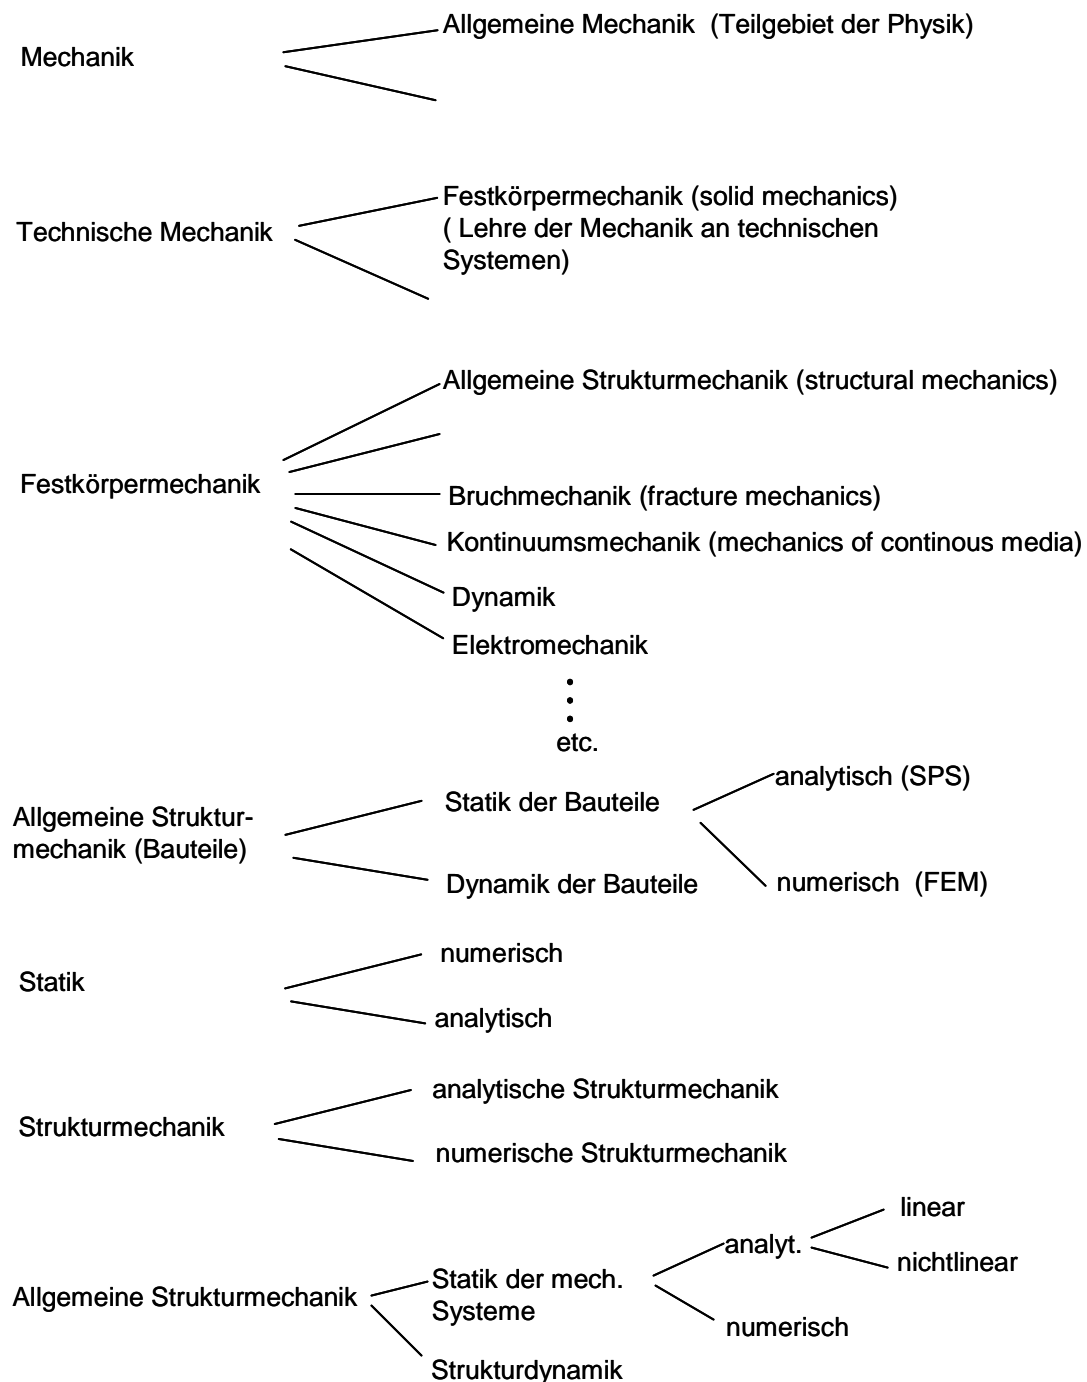 Allgemeine Mechanik  (Teilgebiet der Physik)
Mechanik
Festkörpermechanik (solid mechanics)
( Lehre der Mechanik an technischen
Systemen)
Technische Mechanik
Allgemeine Strukturmechanik (structural mechanics)
Festkörpermechanik
Bruchmechanik (fracture mechanics)
Kontinuumsmechanik (mechanics of continous media)
Dynamik
Elektromechanik
etc.
Allgemeine Struktur-
mechanik (Bauteile)
Statik der Bauteile
analytisch (SPS)
numerisch  (FEM)
Dynamik der Bauteile
Statik
numerisch
analytisch
Strukturmechanik
analytische Strukturmechanik
numerische Strukturmechanik
Allgemeine Strukturmechanik
Statik der mech.
Systeme
analyt.
linear
nichtlinear
numerisch
Strukturdynamik